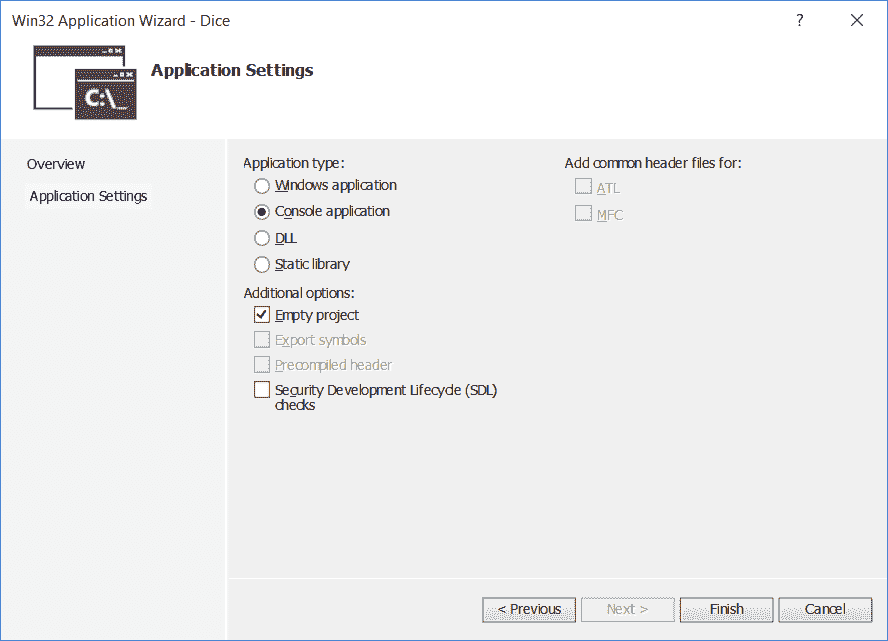 Win32 Application Wizard - Dice
?
C:\_
Application Settings
Overview
Application Settings
Application type:
Windows application
Console application
DLL
Static library
Additional options:
Empty project
Export symbols
Precompiled header
Security Development Lifecycle (SDL)
checks
Add common header files for:
ATL
MFC
< Previous
Next >
Finish
Cancel